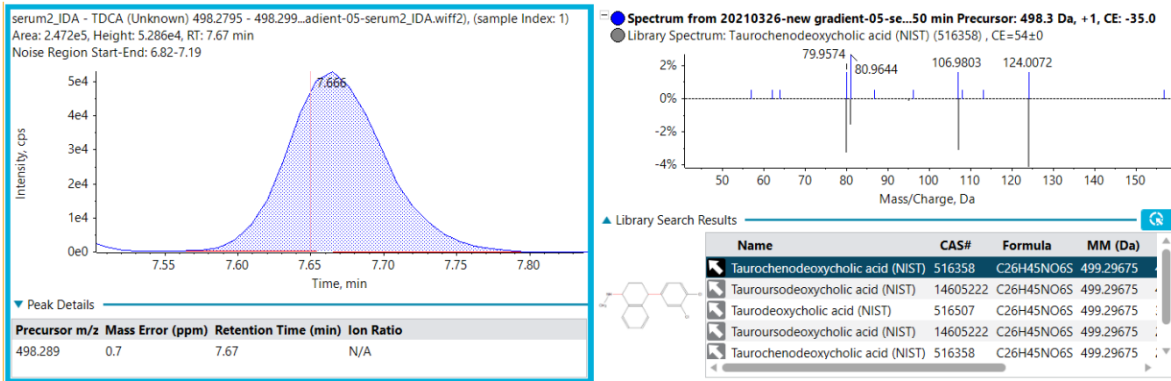 serum2_IDA - TDCA (Unknown) 498.2795 - 498.299...adient-05-serum2_IDA.wiff2), (sample Index: 1)
Area: 2.472e5, Height: 5.286e4, RT: 7.67 min
Noise Region Start-End: 6.82-7.19
7.666
5e4
4e4
3e4
2e4
1e4
0e0
Intensity, cps
7.55 7.60 7.65 7.70 7.75 7.80
Time, min
Peak Details
Precursor m/z Mass Error (ppm) Retention Time (min) Ion Ratio
498.289 0.7 7.67 N/A
Spectrum from 20210326-new gradient-05-se...50 min Precursor: 498.3 Da, +1, CE: -35.0
Library Spectrum: Taurochenodeoxycholic acid (NIST) (516358) , CE=54±0
79.9574
80.9644
106.9803
124.0072
2%
0%
-2%
-4%
50 60 70 80 90 100 110 120 130 140 150
Mass/Charge, Da
Library Search Results
Name CAS# Formula MM (Da)
Taurochenodeoxycholic acid (NIST) 516358 C26H45NO6S 499.29675
Tauroursodeoxycholic acid (NIST) 14605222 C26H45NO6S 499.29675
Taurodeoxycholic acid (NIST) 516507 C26H45NO6S 499.29675
Tauroursodeoxycholic acid (NIST) 14605222 C26H45NO6S 499.29675
Taurochenodeoxycholic acid (NIST) 516358 C26H45NO6S 499.29675